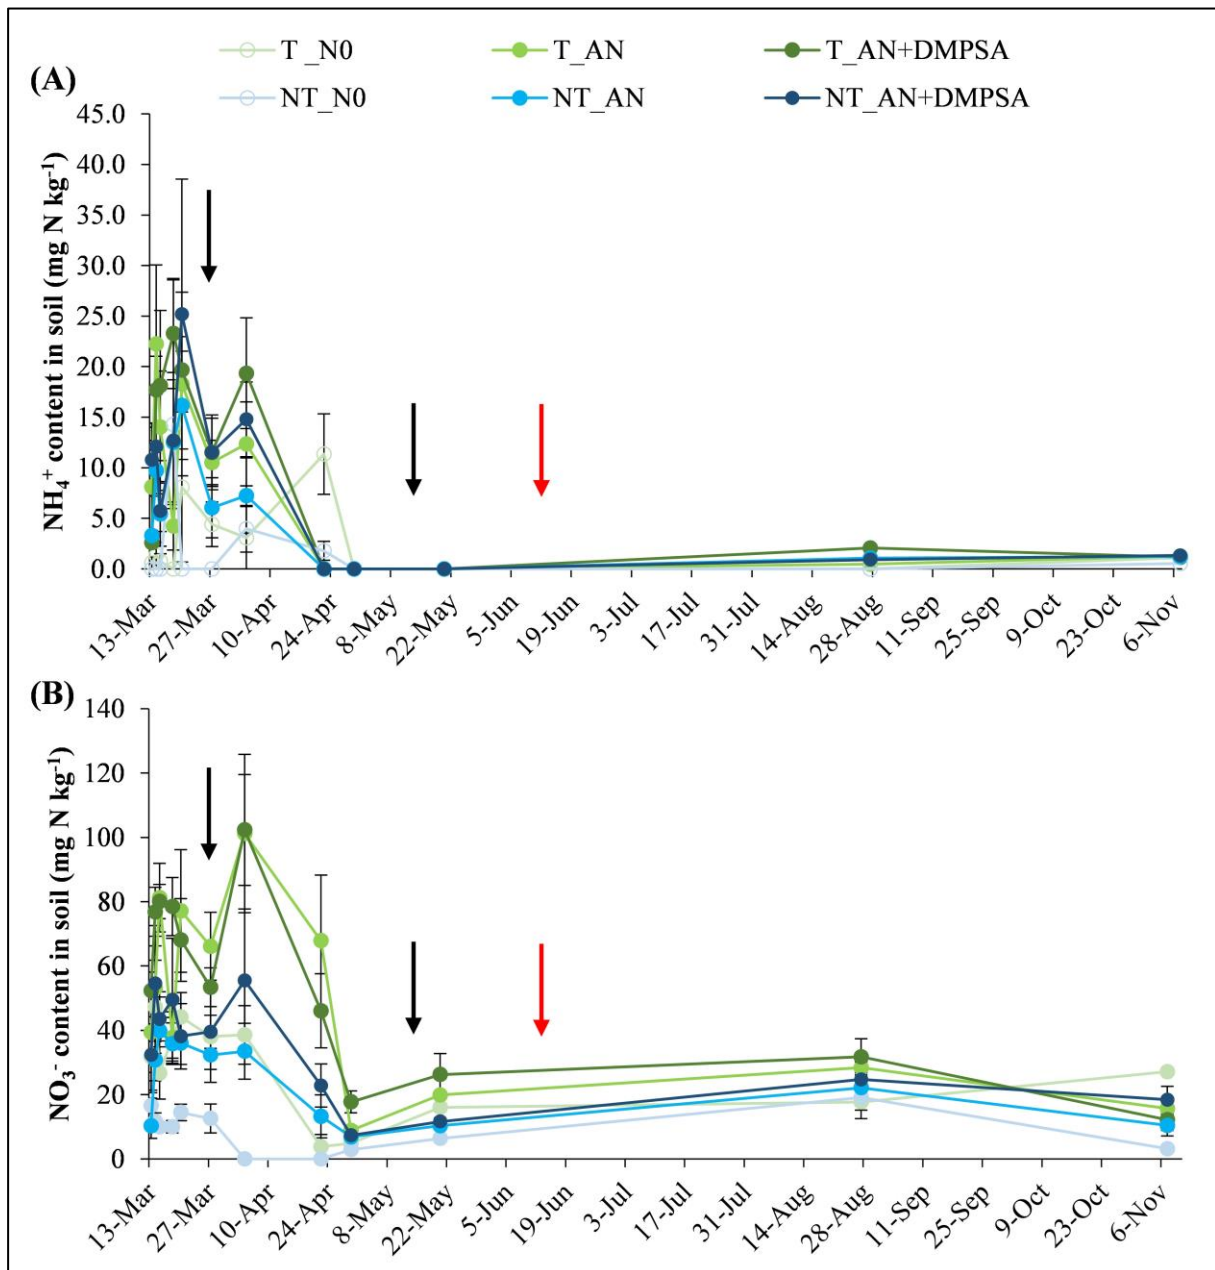 T_N0 T_AN T_AN+DMPSA
(A)
NT_N0 NT_AN NT_AN+DMPSA
NH₄⁺ content in soil (mg N kg⁻¹)
45.0
40.0
35.0
30.0
25.0
20.0
15.0
10.0
5.0
0.0
13-Mar 27-Mar 10-Apr 24-Apr 8-May 22-May 5-Jun 19-Jun 3-Jul 17-Jul 31-Jul 14-Aug 28-Aug 11-Sep 25-Sep 9-Oct 23-Oct 6-Nov
(B)
NO₃⁻ content in soil (mg N kg⁻¹)
140
120
100
80
60
40
20
0
13-Mar 27-Mar 10-Apr 24-Apr 8-May 22-May 5-Jun 19-Jun 3-Jul 17-Jul 31-Jul 14-Aug 28-Aug 11-Sep 25-Sep 9-Oct 23-Oct 6-Nov